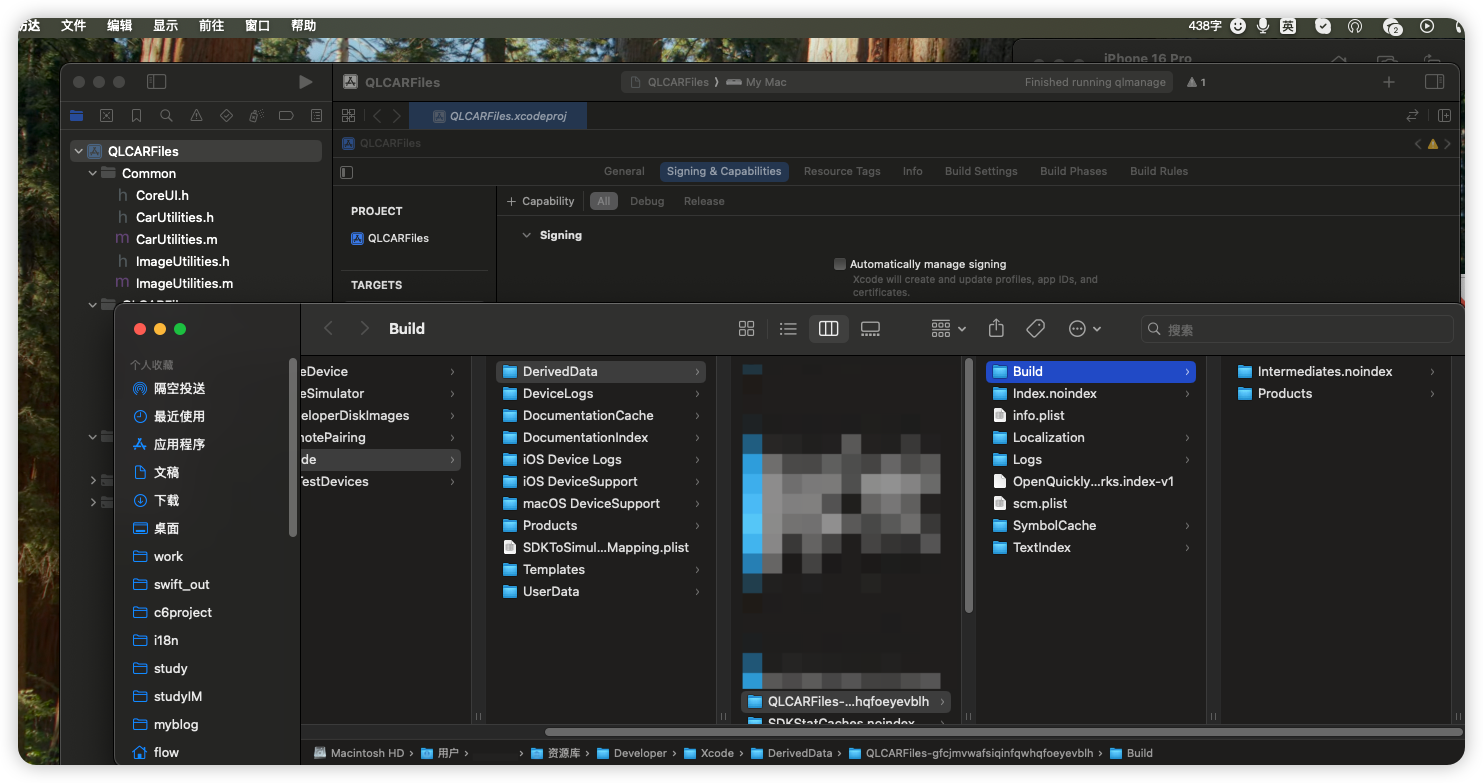 访达 文件 编辑 显示 前往 窗口 帮助 438字 英 2
iPhone 16 Pro
QLCARFiles QLCARFiles 〉 My Mac Finished running qlmanage 1
QLCARFiles.xcodeproj
QLCARFiles
QLCARFiles
Common
CoreUI.h
CarUtilities.h
CarUtilities.m
ImageUtilities.h
ImageUtilities.m
General Signing & Capabilities Resource Tags Info Build Settings Build Phases Build Rules
+ Capability All Debug Release
PROJECT
QLCARFiles
TARGETS
Signing
Automatically manage signing
Xcode will create and update profiles, app IDs, and
certificates.
Build
搜索
个人收藏
隔空投送
最近使用
应用程序
文稿
下载
桌面
work
swift_out
c6project
i18n
study
studyIM
myblog
flow
eDevice
eSimulator
eloperDiskImages
notePairing
de
TestDevices
DerivedData
DeviceLogs
DocumentationCache
DocumentationIndex
iOS Device Logs
iOS DeviceSupport
macOS DeviceSupport
Products
SDKToSimul...Mapping.plist
Templates
UserData
QLCARFiles-...hqfoeyevblh
SDKStatCaches.noindex
Build
Index.noindex
info.plist
Localization
Logs
OpenQuickly...rks.index-v1
scm.plist
SymbolCache
TextIndex
Intermediates.noindex
Products
Macintosh HD › 用户 › › 资源库 › Developer › Xcode › DerivedData › QLCARFiles-gfcjmvwafsiqinfqwhqfoeyevblh › Build